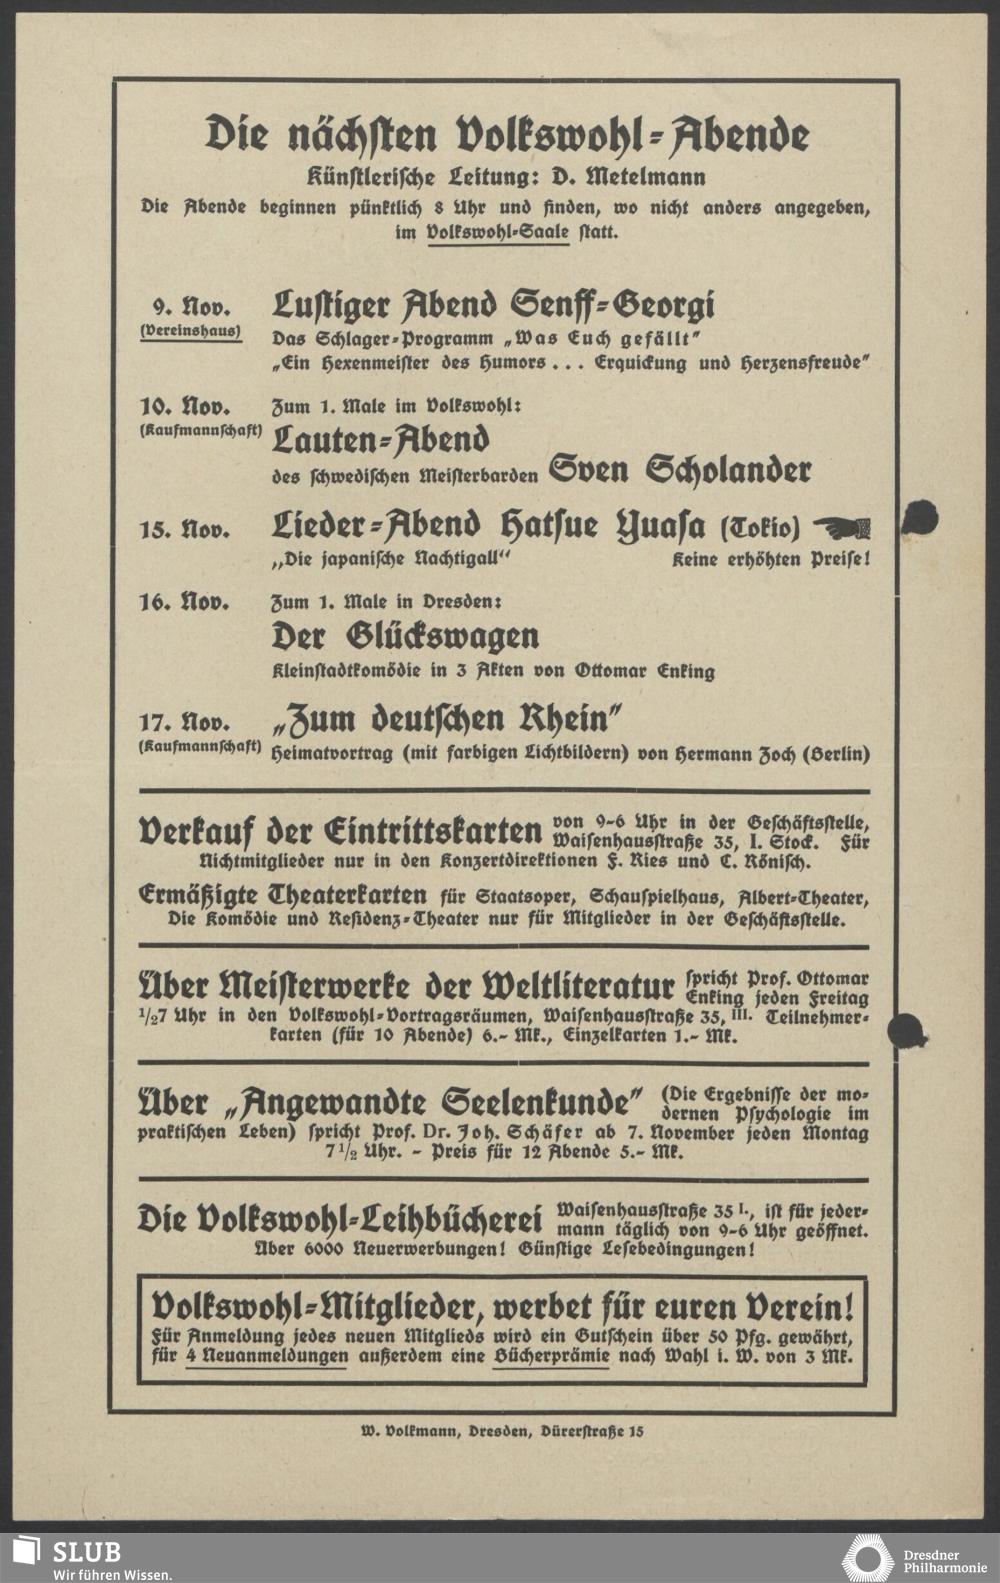 Die nächsten Volkswohl-Abende
Künstlerische Leitung: D. Metelmann
Die Abende beginnen pünktlich 8 Uhr und finden, wo nicht anders angegeben,
im Volkswohl-Saale statt.
9. Nov. Lustiger Abend Senff-Georgi
(Vereinshaus) Das Schlager-Programm „Was Euch gefällt"
„Ein Hexenmeister des Humors . . . Erquickung und Herzensfreude"
10. Nov. Zum 1. Male im Volkswohl:
(Kaufmannschaft) Lauten-Abend
des schwedischen Meisterbarden Sven Scholander
15. Nov. Lieder-Abend Hatsue Yuasa (Tokio)
„Die japanische Nachtigall“ Keine erhöhten Preise!
16. Nov. Zum 1. Male in Dresden:
Der Glückswagen
Kleinstadtkomödie in 3 Akten von Ottomar Enking
17. Nov. „Zum deutschen Rhein"
(Kaufmannschaft) Heimatvortrag (mit farbigen Lichtbildern) von Hermann Zoch (Berlin)
Verkauf der Eintrittskarten von 9-6 Uhr in der Geschäftsstelle,
Waisenhausstraße 35, I. Stock. Für
Nichtmitglieder nur in den Konzertdirektionen F. Ries und C. Rönisch.
Ermäßigte Theaterkarten für Staatsoper, Schauspielhaus, Albert-Theater,
Die Komödie und Residenz-Theater nur für Mitglieder in der Geschäftsstelle.
Über Meisterwerke der Weltliteratur spricht Prof. Ottomar
Enking jeden Freitag
1/27 Uhr in den Volkswohl-Vortragsräumen, Waisenhausstraße 35, III. Teilnehmer-
karten (für 10 Abende) 6.- Mk., Einzelkarten 1.- Mk.
Über „Angewandte Seelenkunde" (Die Ergebnisse der mo-
dernen Psychologie im
praktischen Leben) spricht Prof. Dr. Joh. Schäfer ab 7. November jeden Montag
7 1/2 Uhr. - Preis für 12 Abende 5.- Mk.
Die Volkswohl-Leihbücherei Waisenhausstraße 35 I., ist für jeder-
mann täglich von 9-6 Uhr geöffnet.
Über 6000 Neuerwerbungen! Günstige Lesebedingungen!
Volkswohl-Mitglieder, werbet für euren Verein!
Für Anmeldung jedes neuen Mitglieds wird ein Gutschein über 50 Pfg. gewährt,
für 4 Neuanmeldungen außerdem eine Bücherprämie nach Wahl i. W. von 3 Mk.
W. Volkmann, Dresden, Dürerstraße 15
SLUB
Wir führen Wissen.
Dresdner
Philharmonie